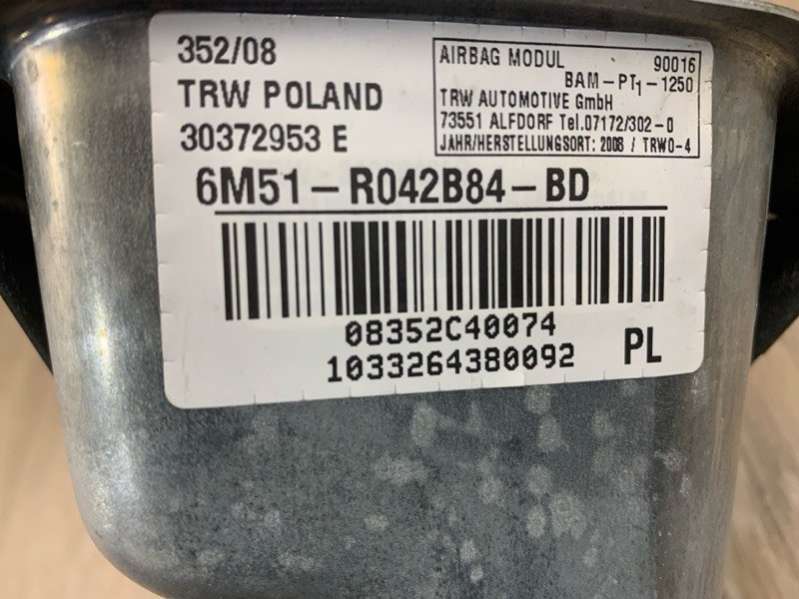 352/08
TRW POLAND
30372953 E
AIRBAG MODUL 90016
BAM-PT1-1250
TRW AUTOMOTIVE GmbH
73551 ALFDORF Tel.07172/302-0
JAHR/HERSTELLUNGSORT: 2008 / TRWO-4
6M51-R042B84-BD
08352C40074
1033264380092
PL